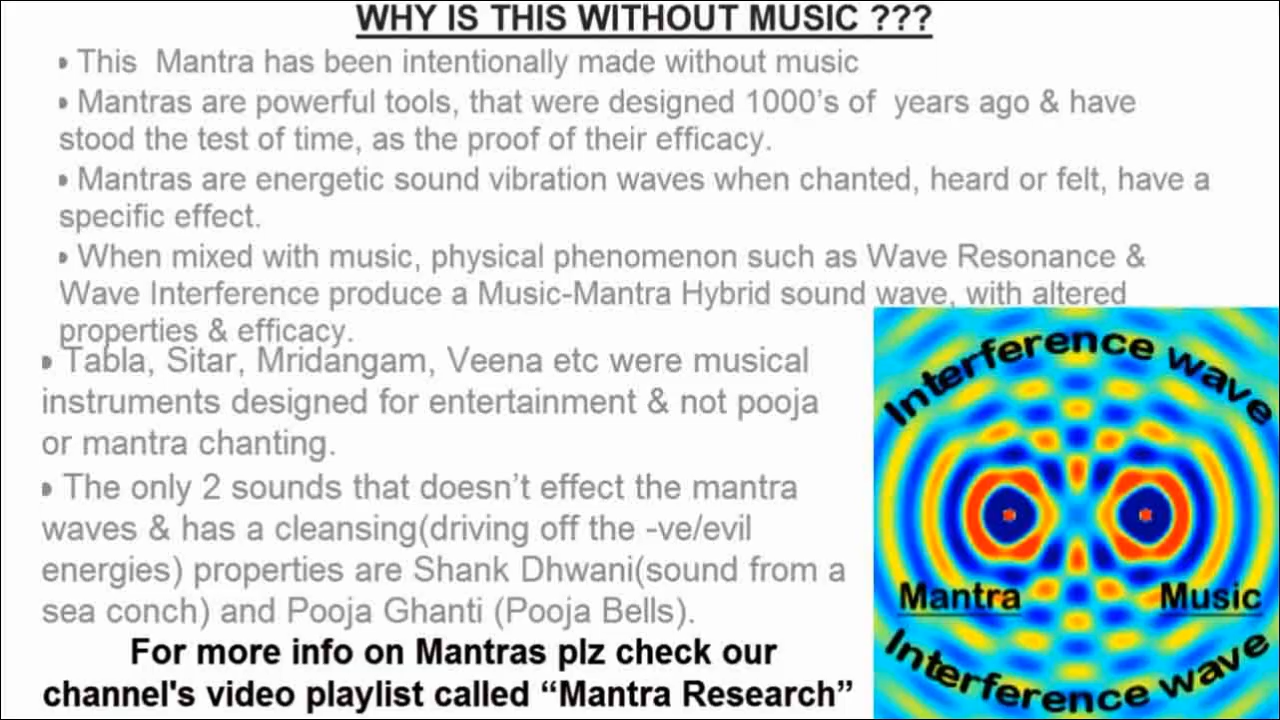 WHY IS THIS WITHOUT MUSIC ???
• This Mantra has been intentionally made without music
• Mantras are powerful tools, that were designed 1000’s of years ago & have
stood the test of time, as the proof of their efficacy.
• Mantras are energetic sound vibration waves when chanted, heard or felt, have a
specific effect.
• When mixed with music, physical phenomenon such as Wave Resonance &
Wave Interference produce a Music-Mantra Hybrid sound wave, with altered
properties & efficacy.
• Tabla, Sitar, Mridangam, Veena etc were musical
instruments designed for entertainment & not pooja
or mantra chanting.
• The only 2 sounds that doesn’t effect the mantra
waves & has a cleansing(driving off the -ve/evil
energies) properties are Shank Dhwani(sound from a
sea conch) and Pooja Ghanti (Pooja Bells).
For more info on Mantras plz check our
channel's video playlist called “Mantra Research”
Interference wave
Mantra Music
Interference wave